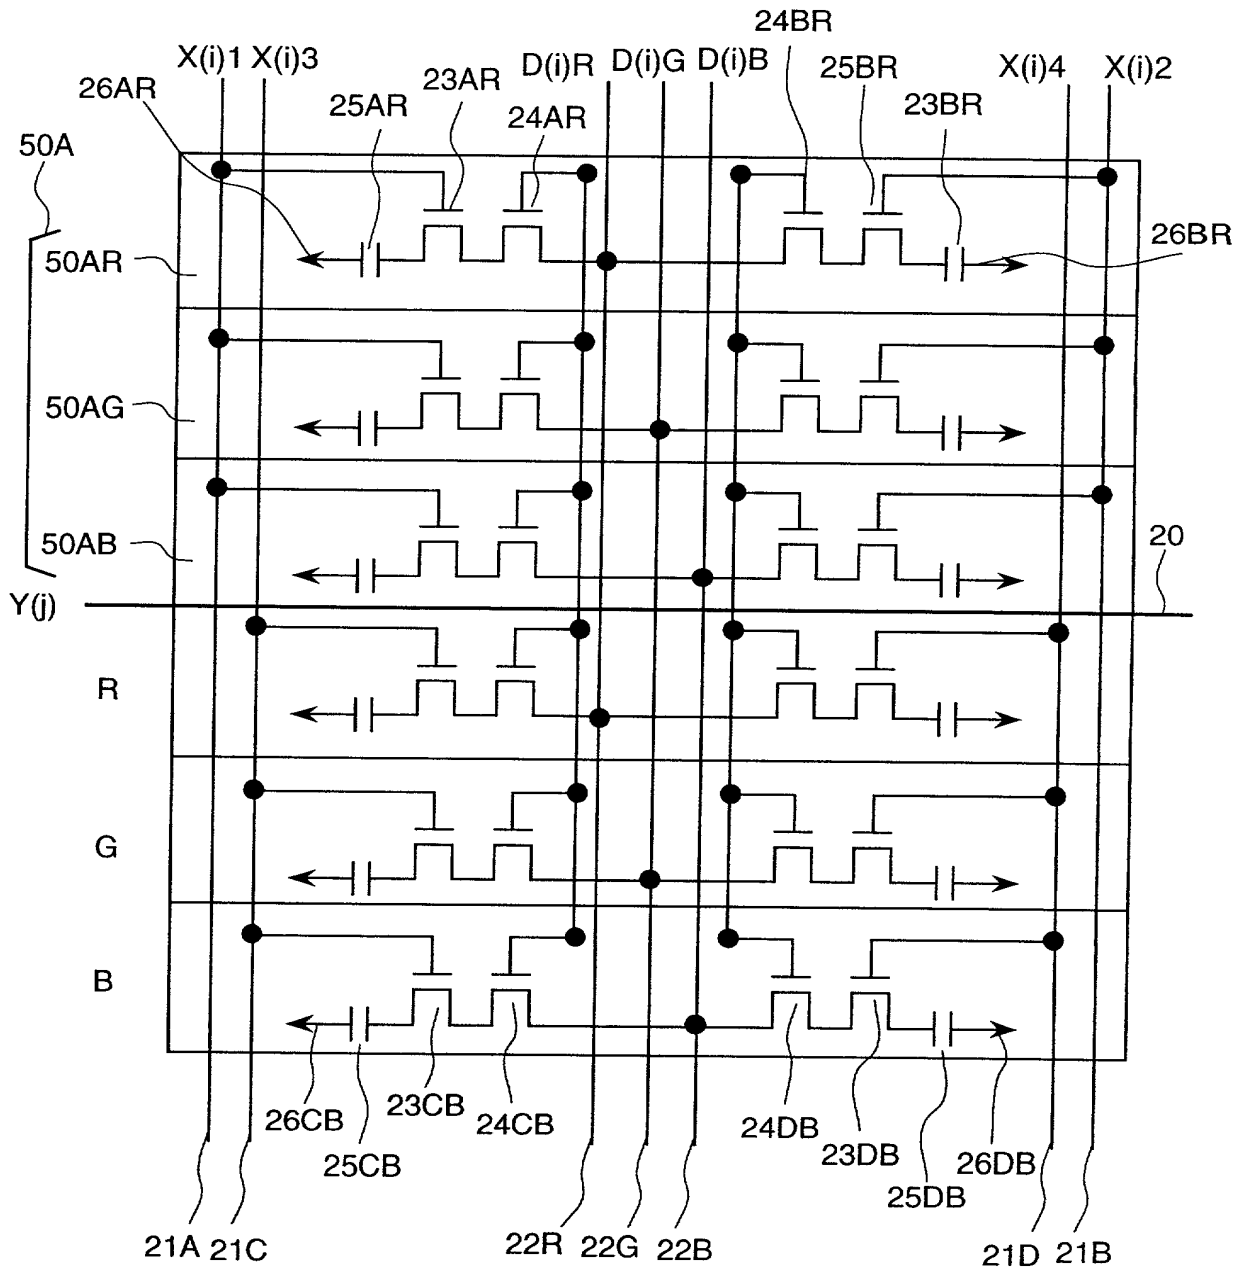 24BR
X(i)1 X(i)3 D(i)R D(i)G D(i)B 25BR X(i)4 X(i)2
26AR 25AR 23AR 24AR 23BR
50A
50AR 26BR
50AG
50AB 20
Y(j)
R
G
B
26CB 25CB 23CB 24CB 24DB 23DB 25DB 26DB
21A 21C 22R 22G 22B 21D 21B